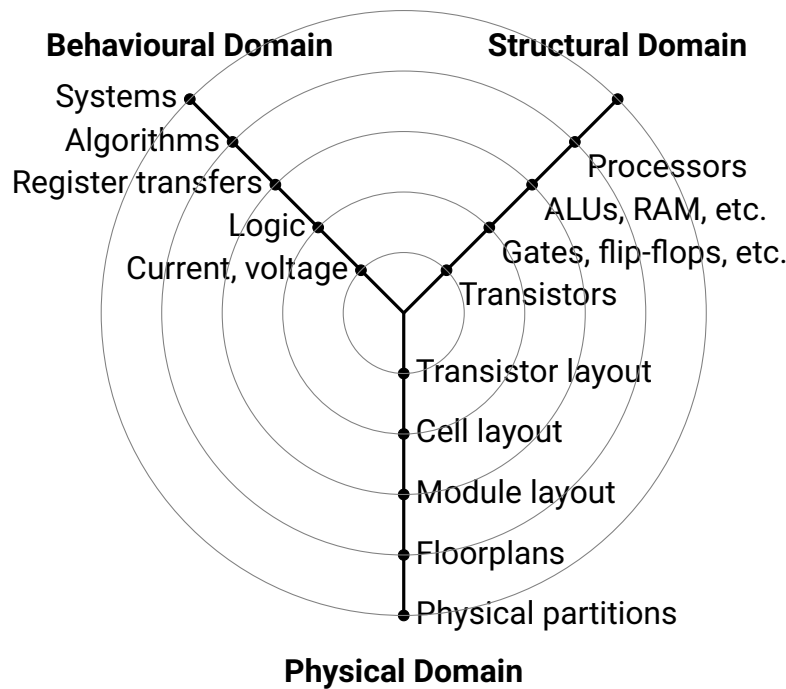 Behavioural Domain
Structural Domain
Systems
Algorithms
Register transfers
Logic
Current, voltage
Processors
ALUs, RAM, etc.
Gates, flip-flops, etc.
Transistors
Transistor layout
Cell layout
Module layout
Floorplans
Physical partitions
Physical Domain